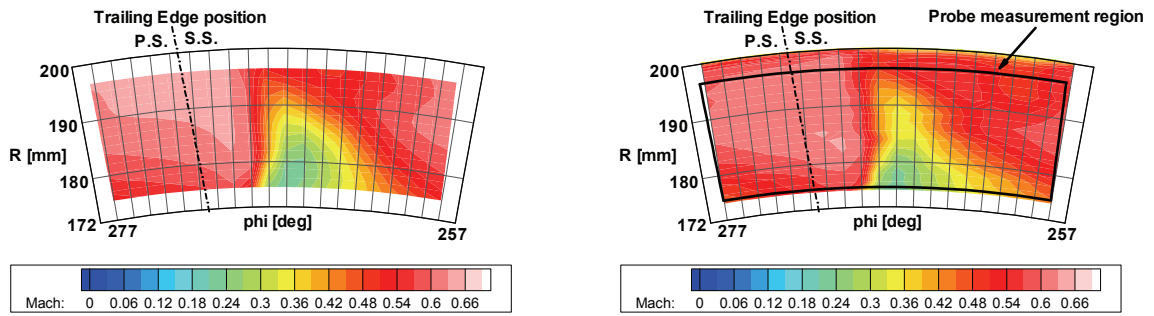 Trailing Edge position
P.S. S.S.
200
190
R [mm]
180
172
277
phi [deg]
257
Mach: 0 0.06 0.12 0.18 0.24 0.3 0.36 0.42 0.48 0.54 0.6 0.66
Trailing Edge position
Probe measurement region
P.S. S.S.
200
190
R [mm]
180
172
277
phi [deg]
257
Mach: 0 0.06 0.12 0.18 0.24 0.3 0.36 0.42 0.48 0.54 0.6 0.66